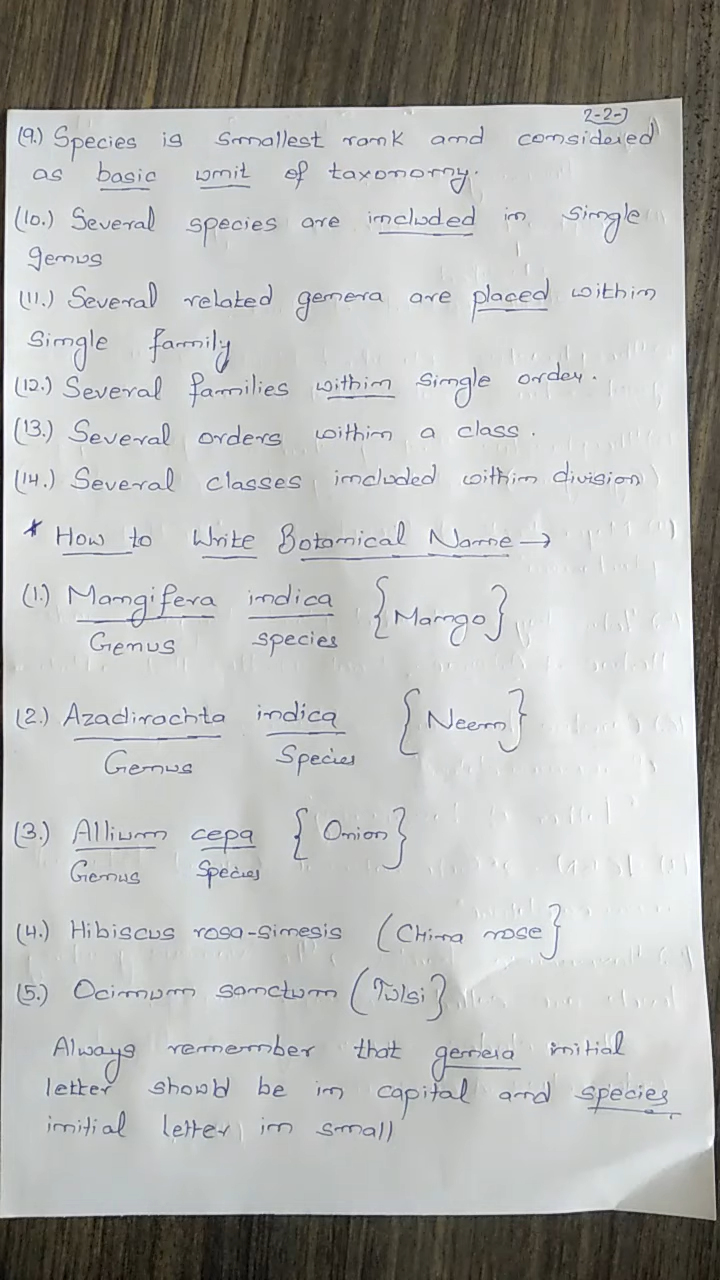 2-2-)
(9.) Species is smallest rank and considered
as basic unit of taxonomy.
(10.) Several species are included in single
genus
(11.) Several related genera are placed within
single family
(12.) Several families within single order.
(13.) Several orders within a class.
(14.) Several classes included within division
* How to Write Botanical Name →
(1.) Mangifera indica {Mango}
Genus species
(2.) Azadirachta indica {Neem}
Genus Species
(3.) Allium cepa {Onion}
Genus Species
(4.) Hibiscus rosa-sinesis (China rose}
(5.) Ocimum sanctum (Tulsi}
Always remember that genera initial
letter should be in capital and species
initial letter in small